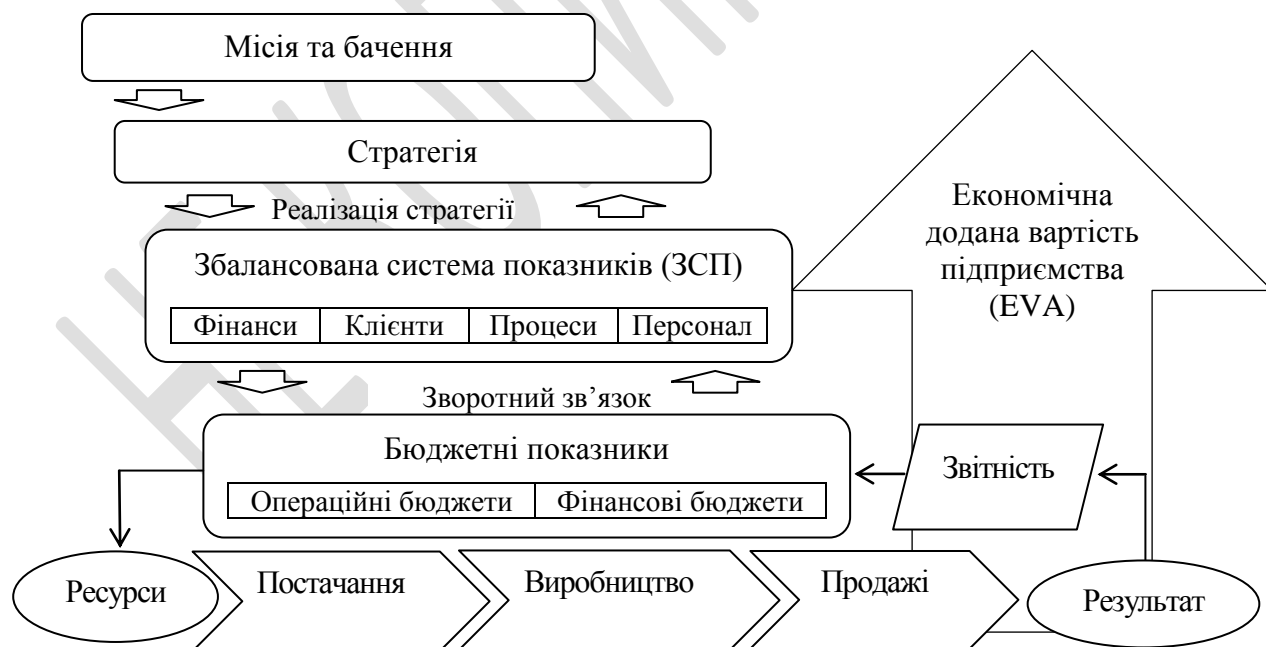 Місія та бачення
Стратегія
Реалізація стратегії
Збалансована система показників (ЗСП)
Фінанси
Клієнти
Процеси
Персонал
Зворотний зв’язок
Бюджетні показники
Операційні бюджети
Фінансові бюджети
Економічна
додана вартість
підприємства
(EVA)
Звітність
Ресурси
Постачання
Виробництво
Продажі
Результат